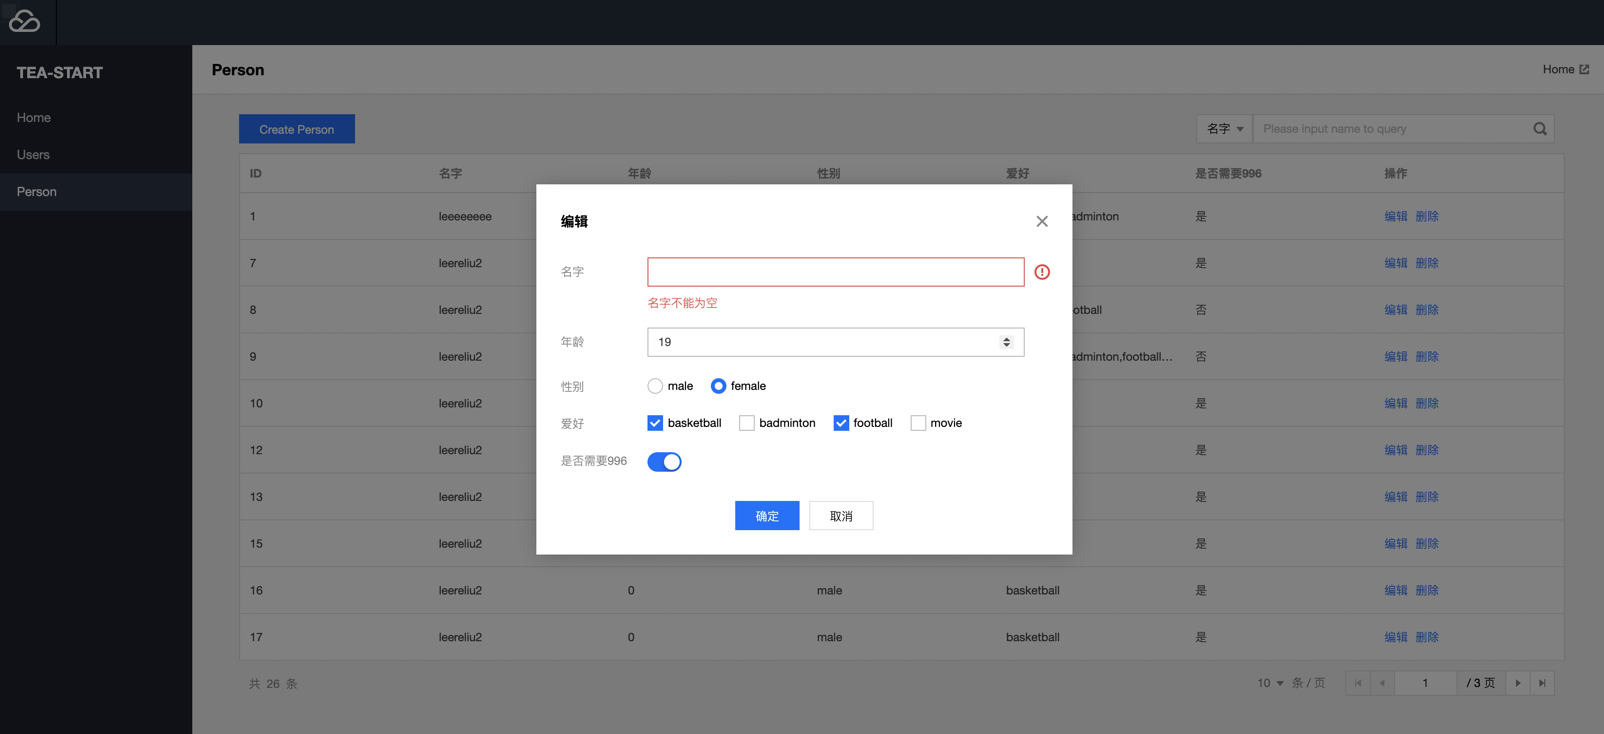 TEA-START
Home
Users
Person
Person
Home
Create Person
名字
Please input name to query
ID 名字 年龄 性别 爱好 是否需要996 操作
1 leeeeeeee adminton 是 编辑 删除
7 leereliu2 是 编辑 删除
8 leereliu2 otball 否 编辑 删除
9 leereliu2 adminton,football... 否 编辑 删除
10 leereliu2 是 编辑 删除
12 leereliu2 是 编辑 删除
13 leereliu2 是 编辑 删除
15 leereliu2 是 编辑 删除
16 leereliu2 0 male basketball 是 编辑 删除
17 leereliu2 0 male basketball 是 编辑 删除
共 26 条
10 条 / 页 1 / 3 页
编辑
名字
名字不能为空
年龄 19
性别 male female
爱好 basketball badminton football movie
是否需要996
确定 取消